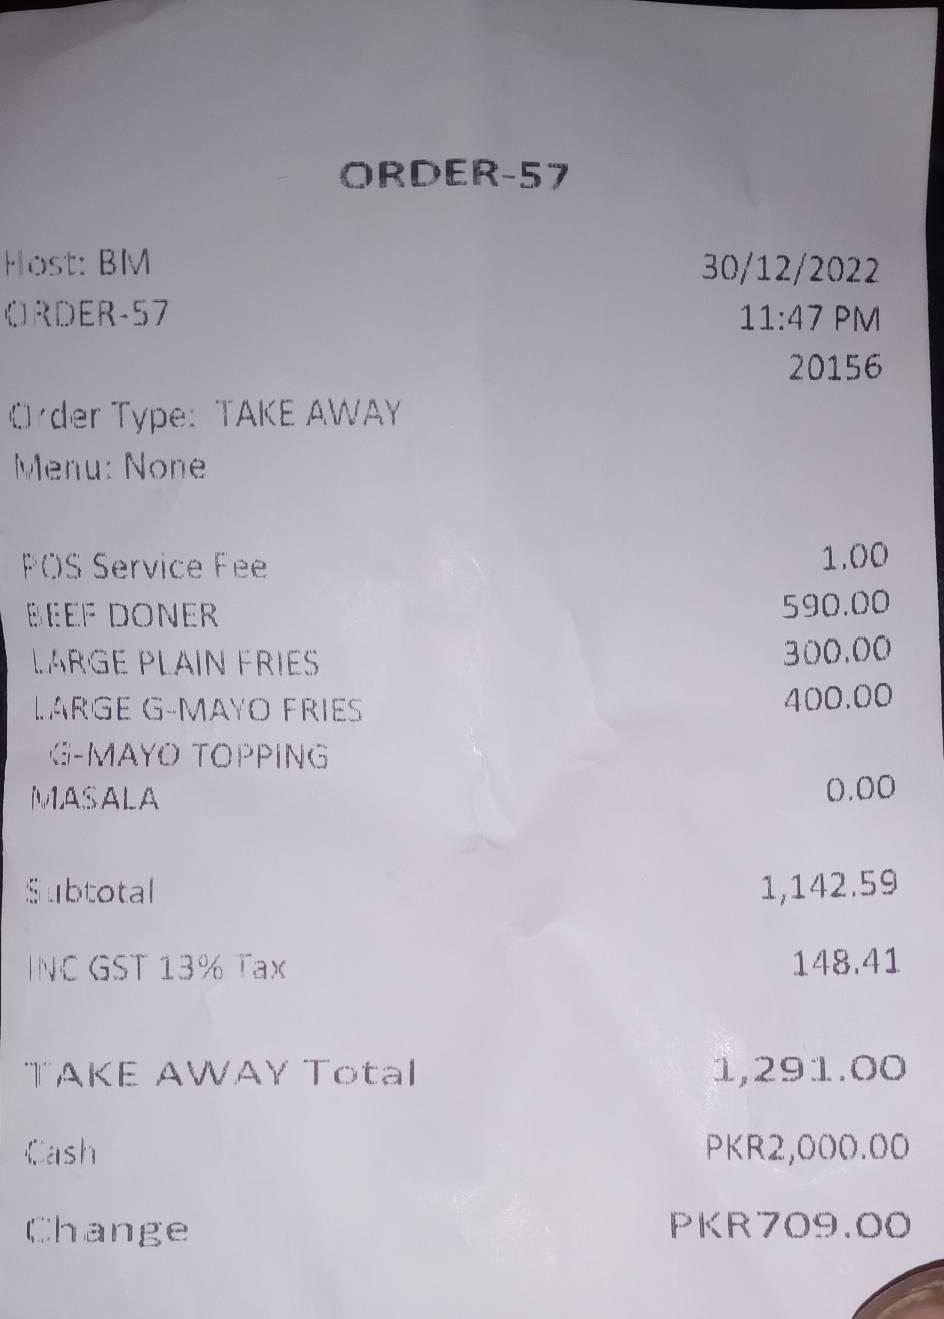 ORDER-57
Host: BM 30/12/2022
ORDER-57 11:47 PM
20156
Order Type: TAKE AWAY
Menu: None
POS Service Fee 1.00
BEEF DONER 590.00
LARGE PLAIN FRIES 300.00
LARGE G-MAYO FRIES 400.00
G-MAYO TOPPING
MASALA 0.00
Subtotal 1,142.59
INC GST 13% Tax 148.41
TAKE AWAY Total 1,291.00
Cash PKR2,000.00
Change PKR709.00